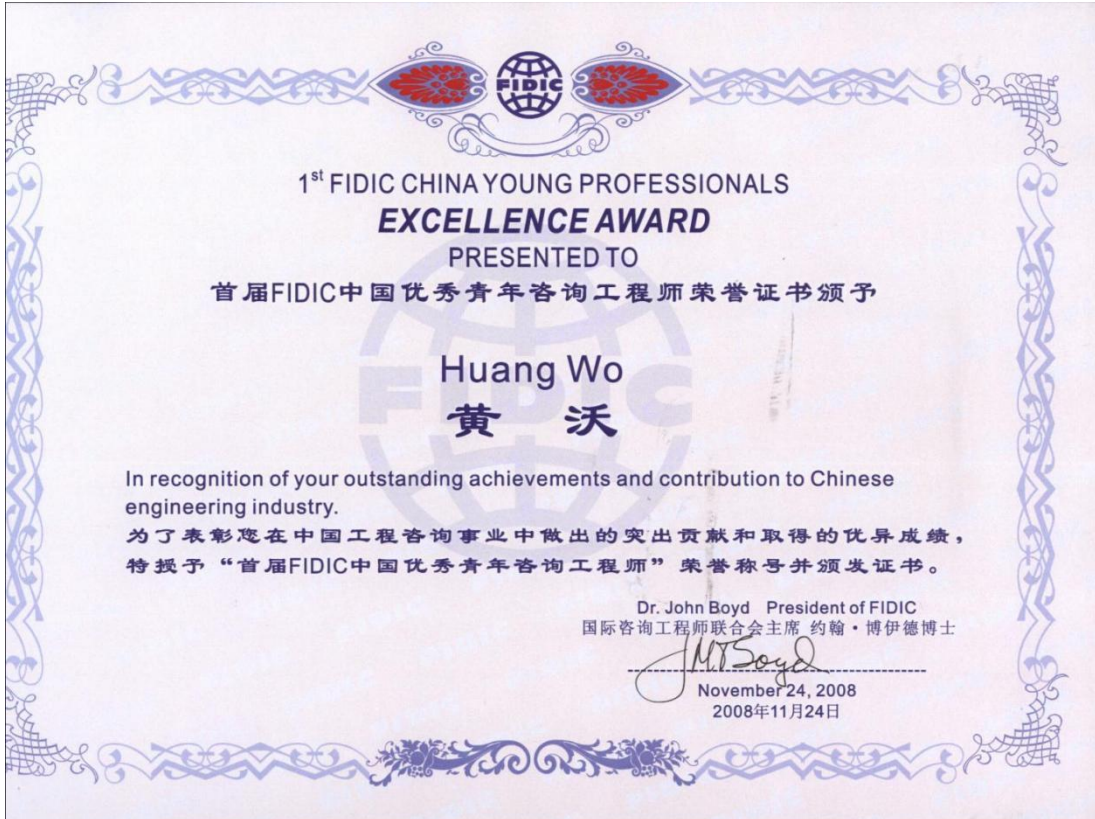 FIDIC
1st FIDIC CHINA YOUNG PROFESSIONALS
EXCELLENCE AWARD
PRESENTED TO
首届FIDIC中国优秀青年咨询工程师荣誉证书颁予
FIDIC
Huang Wo
黄 沃
In recognition of your outstanding achievements and contribution to Chinese
engineering industry.
为了表彰您在中国工程咨询事业中做出的突出贡献和取得的优异成绩，
特授予“首届FIDIC中国优秀青年咨询工程师”荣誉称号并颁发证书。
Dr. John Boyd President of FIDIC
国际咨询工程师联合会主席 约翰·博伊德博士
JMBoyd
November 24, 2008
2008年11月24日